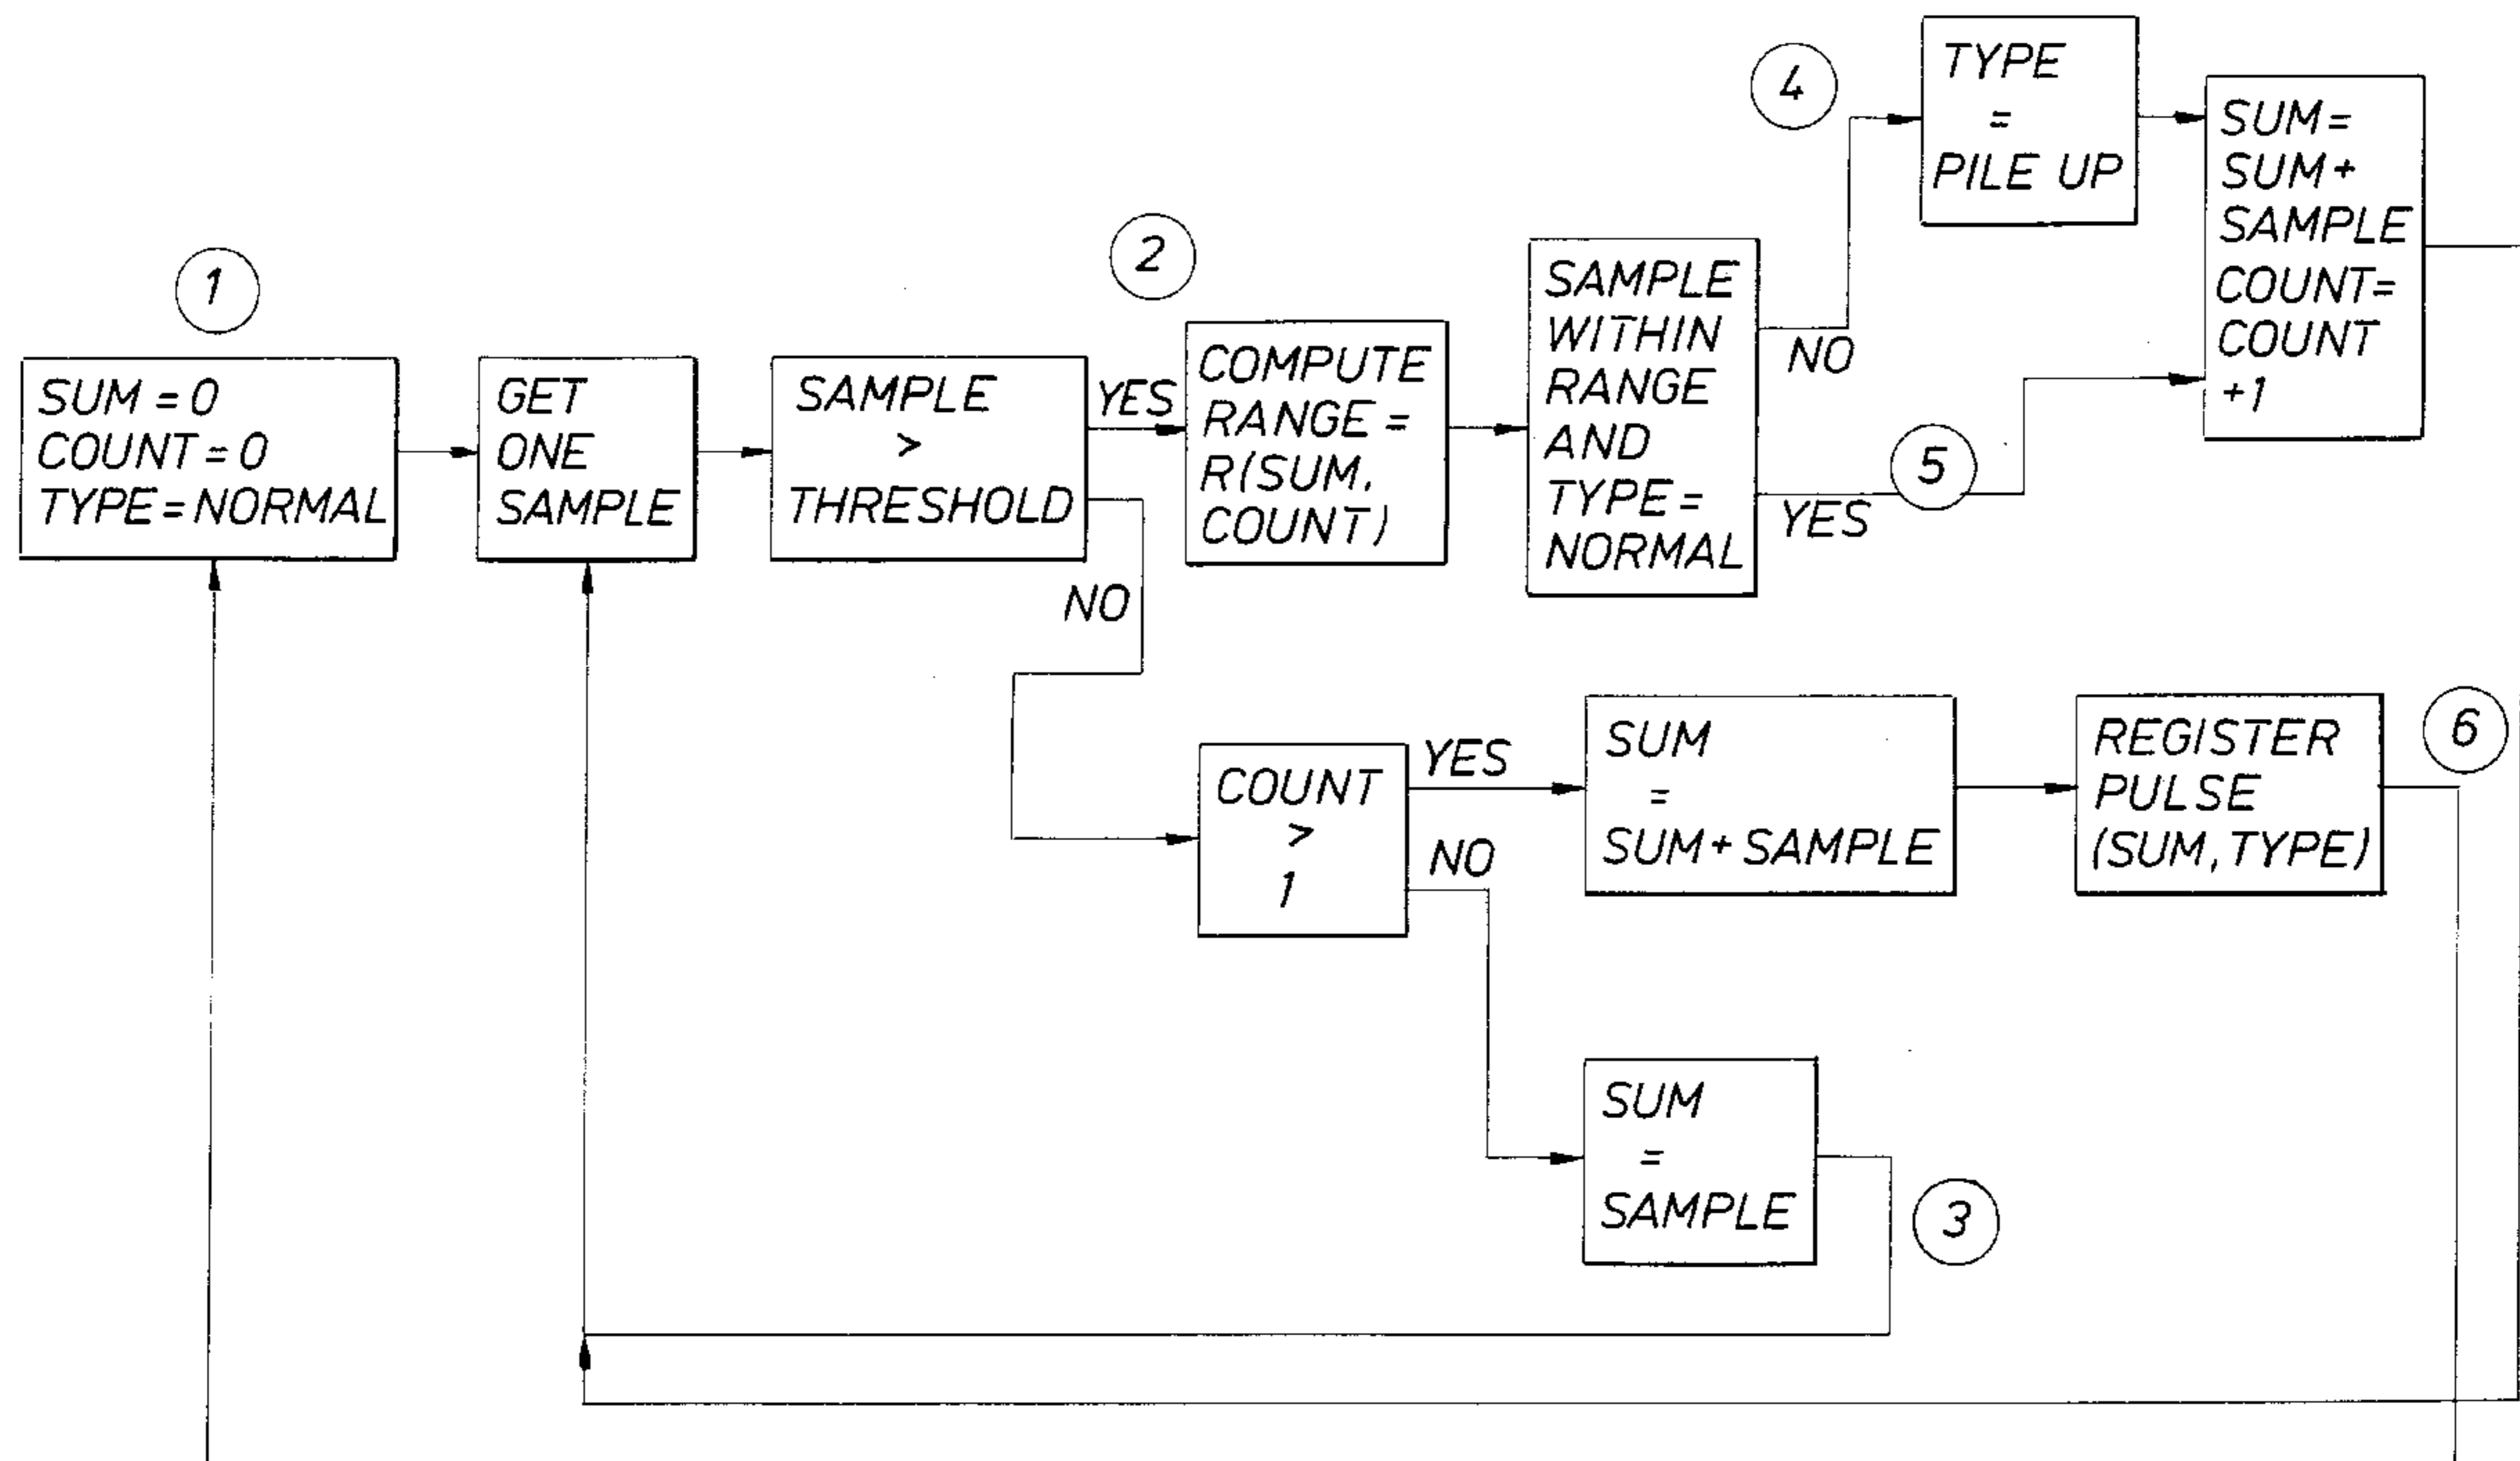 1
SUM = 0
COUNT = 0
TYPE = NORMAL
GET
ONE
SAMPLE
SAMPLE
>
THRESHOLD
YES
NO
2
COMPUTE
RANGE =
R(SUM,
COUNT)
SAMPLE
WITHIN
RANGE
AND
TYPE =
NORMAL
NO
YES
4
TYPE
=
PILE UP
5
SUM =
SUM +
SAMPLE
COUNT =
COUNT
+1
COUNT
>
1
YES
NO
SUM
=
SUM + SAMPLE
REGISTER
PULSE
(SUM, TYPE)
6
SUM
=
SAMPLE
3